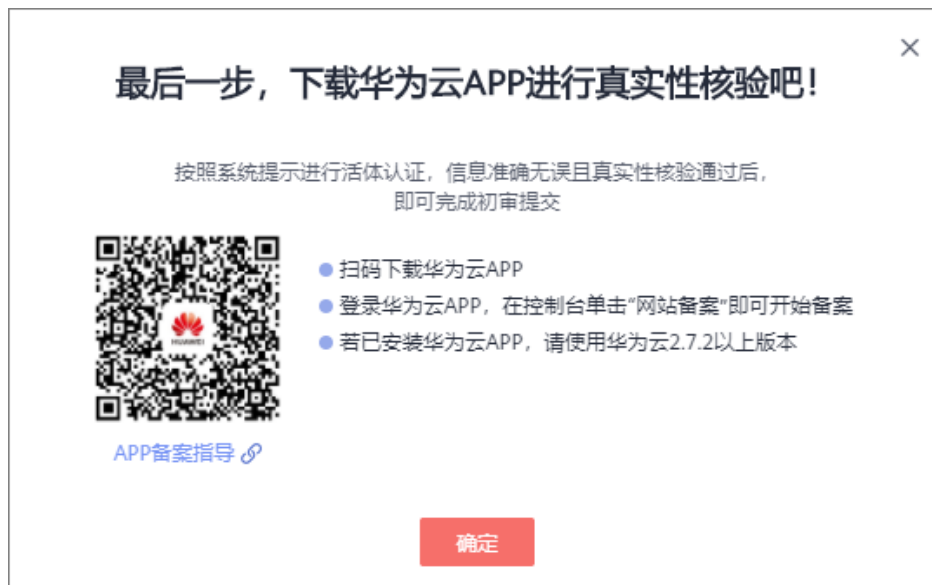 最后一步，下载华为云APP进行真实性核验吧！
按照系统提示进行活体认证，信息准确无误且真实性核验通过后，
即可完成初审提交
扫码下载华为云APP
登录华为云APP，在控制台单击“网站备案”即可开始备案
若已安装华为云APP，请使用华为云2.7.2以上版本
HUAWEI
APP备案指导
确定